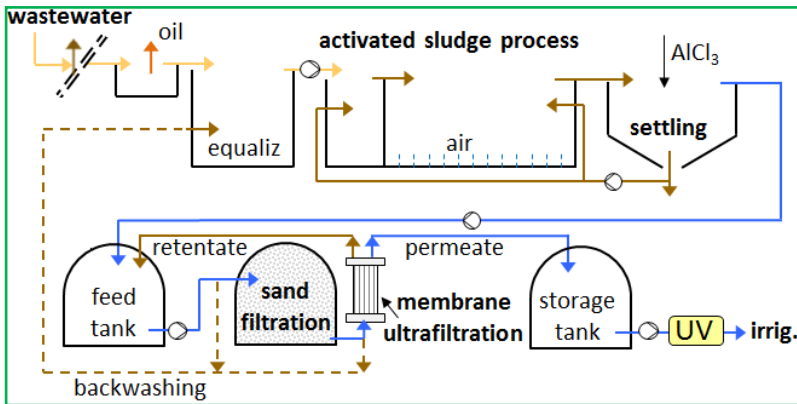 wastewater
oil
activated sludge process
AlCl₃
equaliz
air
settling
retentate
permeate
feed
tank
sand
filtration
membrane
ultrafiltration
storage
tank
UV
irrig.
backwashing